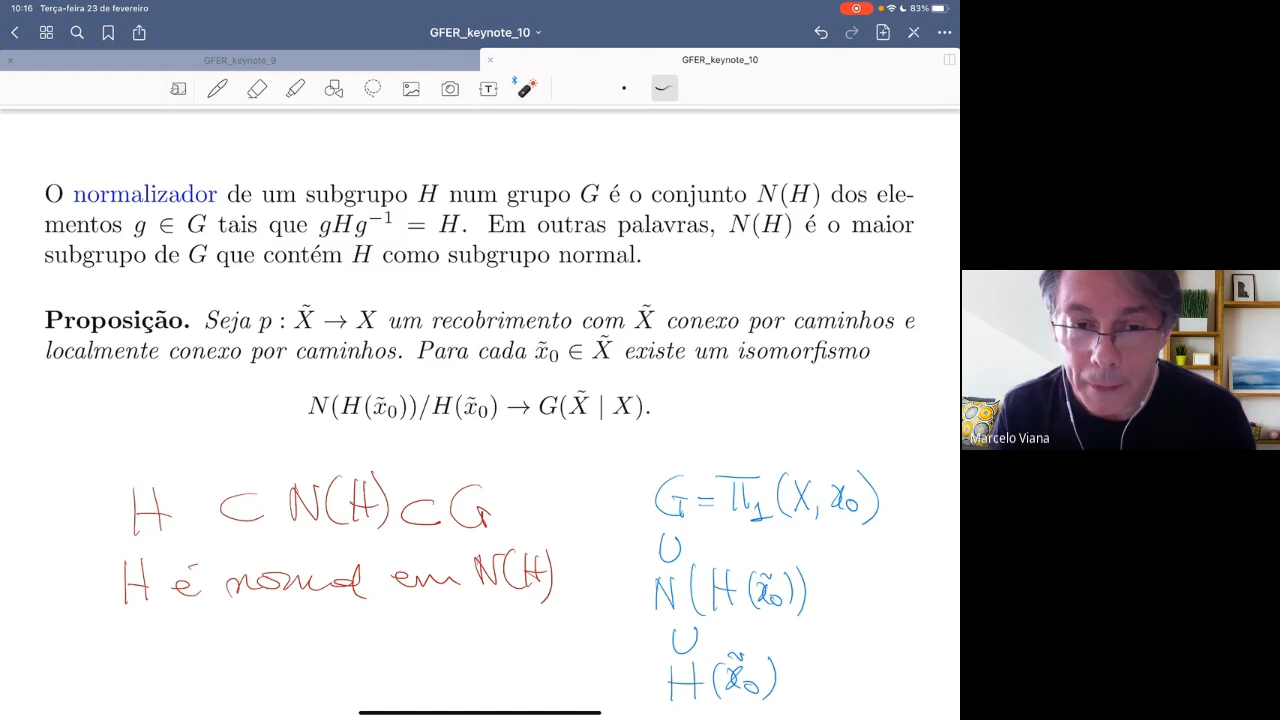 10:16 Terça-feira 23 de fevereiro
83%
GFER_keynote_10
GFER_keynote_9
GFER_keynote_10
O normalizador de um subgrupo H num grupo G é o conjunto N(H) dos ele-
mentos g ∈ G tais que gHg⁻¹ = H. Em outras palavras, N(H) é o maior
subgrupo de G que contém H como subgrupo normal.
Proposição. Seja p : X̃ → X um recobrimento com X̃ conexo por caminhos e
localmente conexo por caminhos. Para cada x̃₀ ∈ X̃ existe um isomorfismo
N(H(x̃₀))/H(x̃₀) → G(X̃ | X).
H ⊂ N(H) ⊂ G
H é normal em N(H)
G = π₁(X, x₀)
∪
N(H(x̃₀))
∪
H(x̃₀)
Marcelo Viana